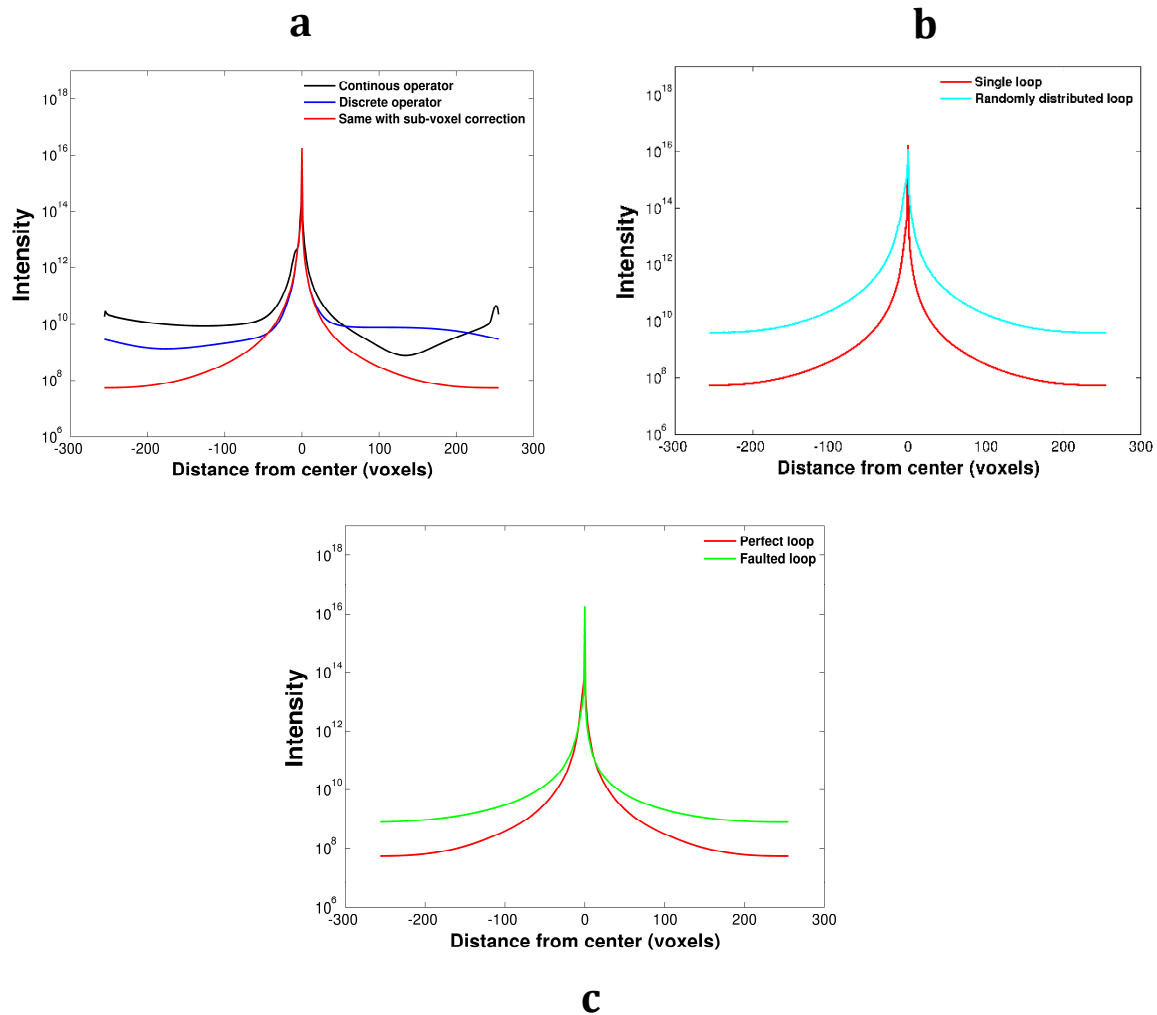 a
b
Continous operator
Discrete operator
Same with sub-voxel correction
Intensity
10^18
10^16
10^14
10^12
10^10
10^8
10^6
-300 -200 -100 0 100 200 300
Distance from center (voxels)
Single loop
Randomly distributed loop
Intensity
10^18
10^16
10^14
10^12
10^10
10^8
10^6
-300 -200 -100 0 100 200 300
Distance from center (voxels)
Perfect loop
Faulted loop
Intensity
10^18
10^16
10^14
10^12
10^10
10^8
10^6
-300 -200 -100 0 100 200 300
Distance from center (voxels)
c